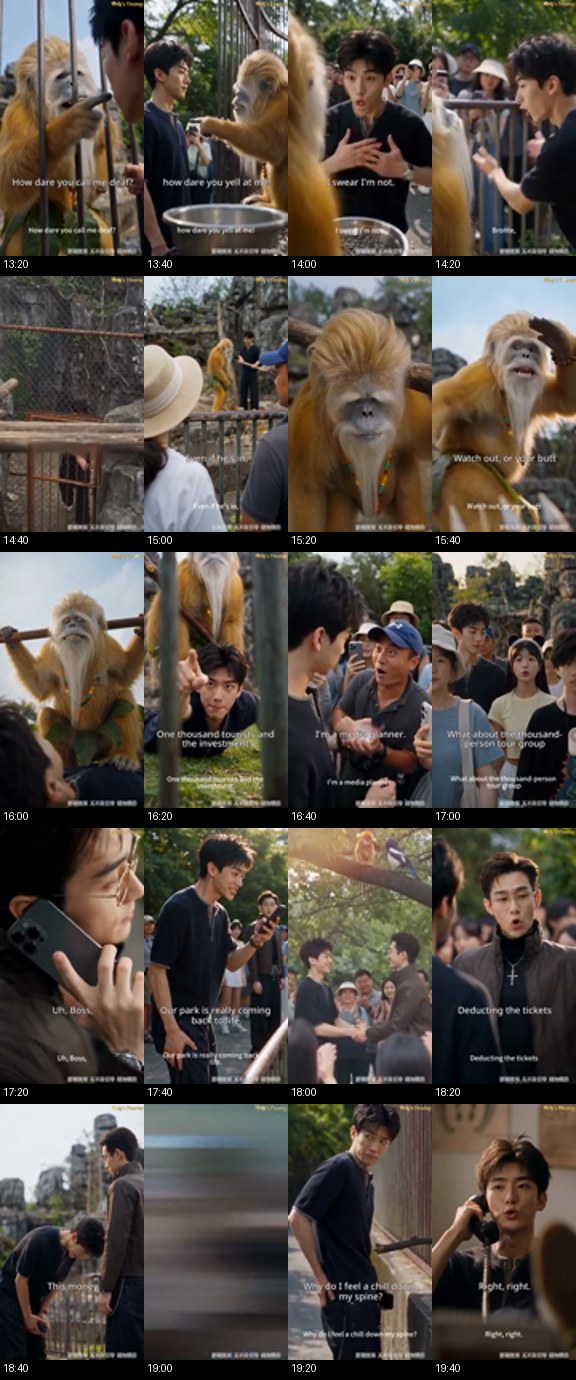 How dare you call me deaf?
How dare you call me deaf?
13:20
how dare you yell at me!
how dare you yell at me!
13:40
I swear I'm not.
I swear I'm not.
14:00
Brottie,
14:20
14:40
Even if he's in,
Even if he's in,
15:00
15:20
Watch out, or your butt
Watch out, or your butt
15:40
16:00
One thousand tourists and
the investment
One thousand tourists and the
investment
16:20
I'm a media planner.
I'm a media planner.
16:40
What about the thousand-
person tour group
What about the thousand-person
tour group
17:00
Uh, Boss,
Uh, Boss,
17:20
Our park is really coming
back to life,
Our park is really coming back
17:40
18:00
Deducting the tickets
Deducting the tickets
18:20
This money
18:40
19:00
Why do I feel a chill down
my spine?
Why do I feel a chill down my spine?
19:20
Right, right.
Right, right.
19:40